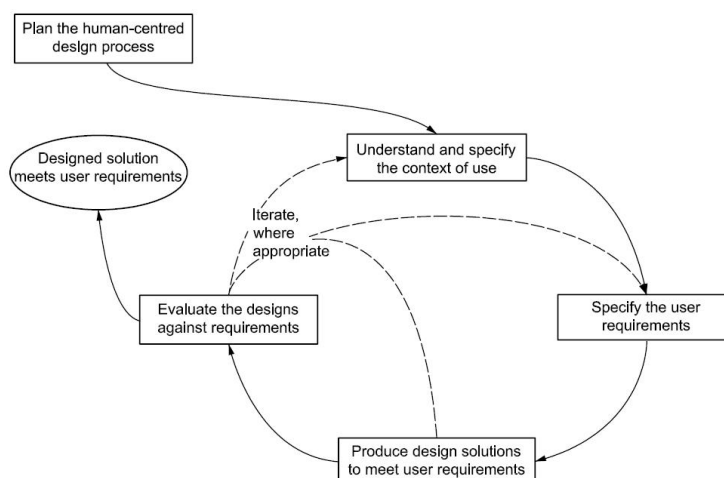 Plan the human-centred
design process
Understand and specify
the context of use
Designed solution
meets user requirements
Iterate,
where
appropriate
Evaluate the designs
against requirements
Specify the user
requirements
Produce design solutions
to meet user requirements